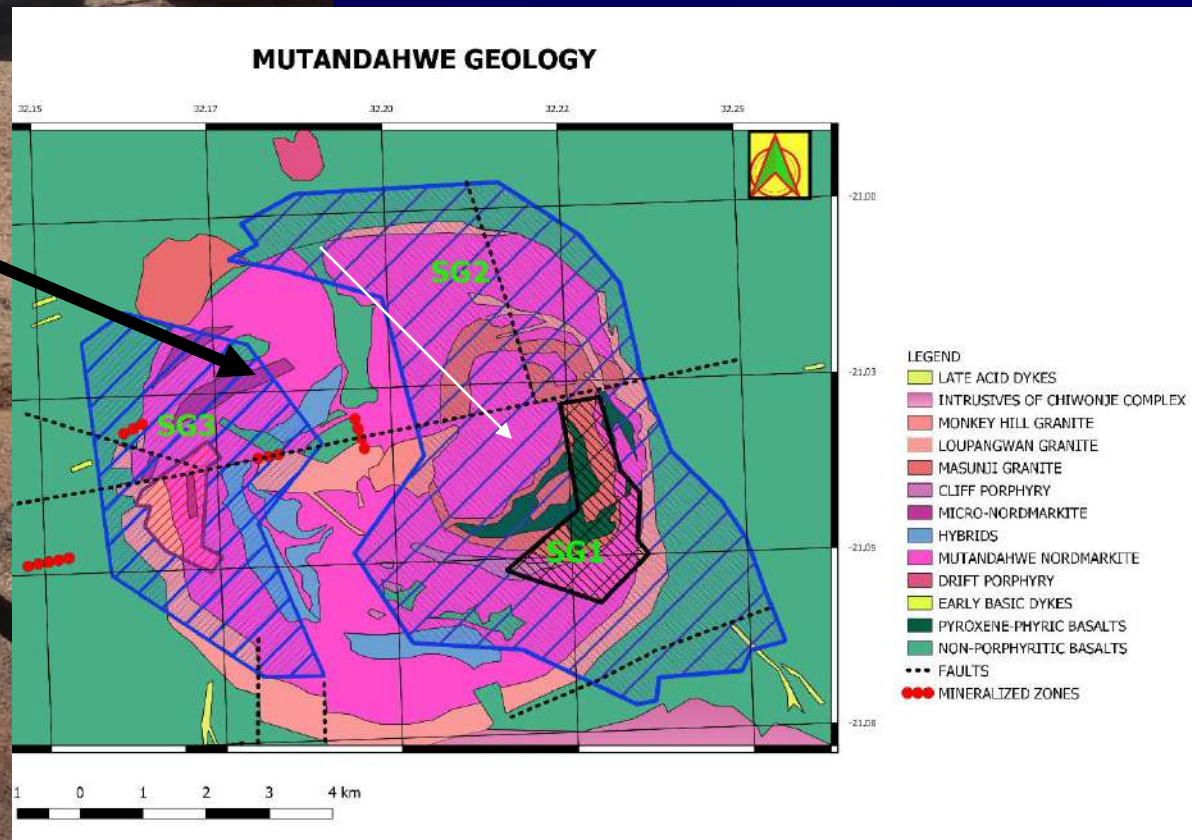 MUTANDAHWE GEOLOGY
32.15 32.17 32.20 32.22 32.25
-21.00
SG2
-21.03
SG3
SG1
-21.05
-21.08
LEGEND
LATE ACID DYKES
INTRUSIVES OF CHIWONJE COMPLEX
MONKEY HILL GRANITE
LOUPANGWAN GRANITE
MASUNJI GRANITE
CLIFF PORPHYRY
MICRO-NORDMARKITE
HYBRIDS
MUTANDAHWE NORDMARKITE
DRIFT PORPHYRY
EARLY BASIC DYKES
PYROXENE-PHYRIC BASALTS
NON-PORPHYRITIC BASALTS
FAULTS
MINERALIZED ZONES
1 0 1 2 3 4 km